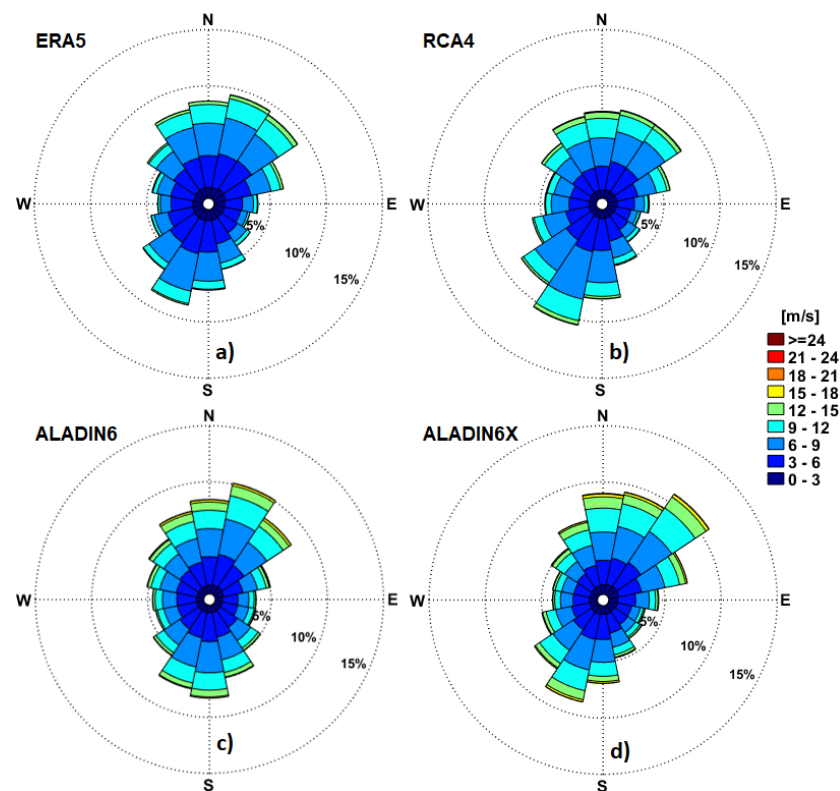 ERA5
N
W
E
S
5%
10%
15%
a)
RCA4
N
W
E
S
5%
10%
15%
b)
[m/s]
>=24
21 - 24
18 - 21
15 - 18
12 - 15
9 - 12
6 - 9
3 - 6
0 - 3
ALADIN6
N
W
E
S
5%
10%
15%
c)
ALADIN6X
N
W
E
S
5%
10%
15%
d)